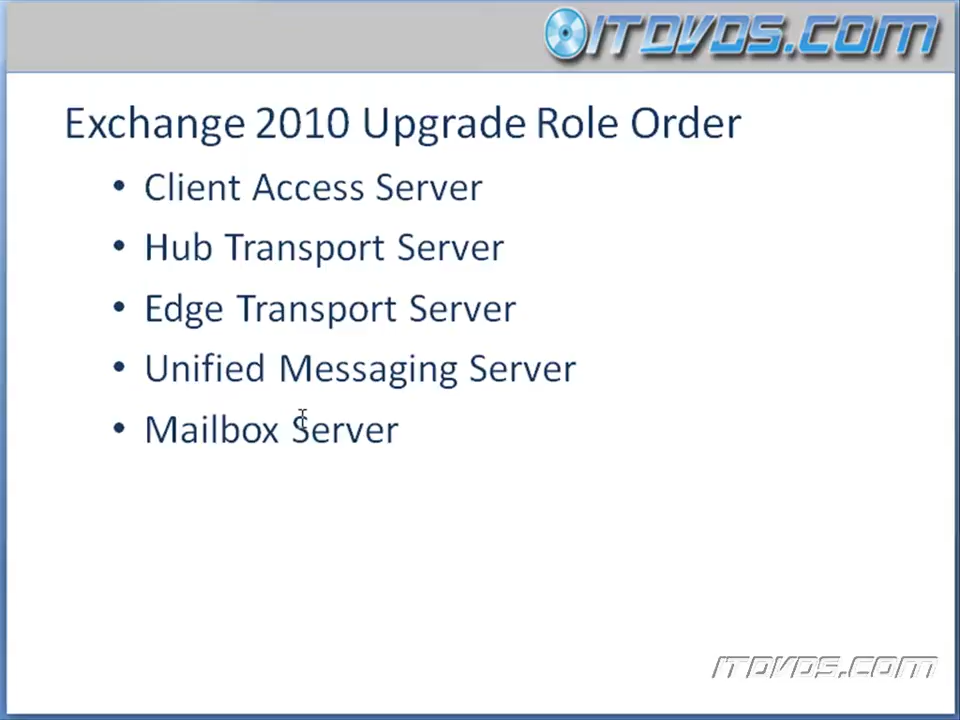 ITDVDS.COM
Exchange 2010 Upgrade Role Order
• Client Access Server
• Hub Transport Server
• Edge Transport Server
• Unified Messaging Server
• Mailbox Server
ITDVDS.COM